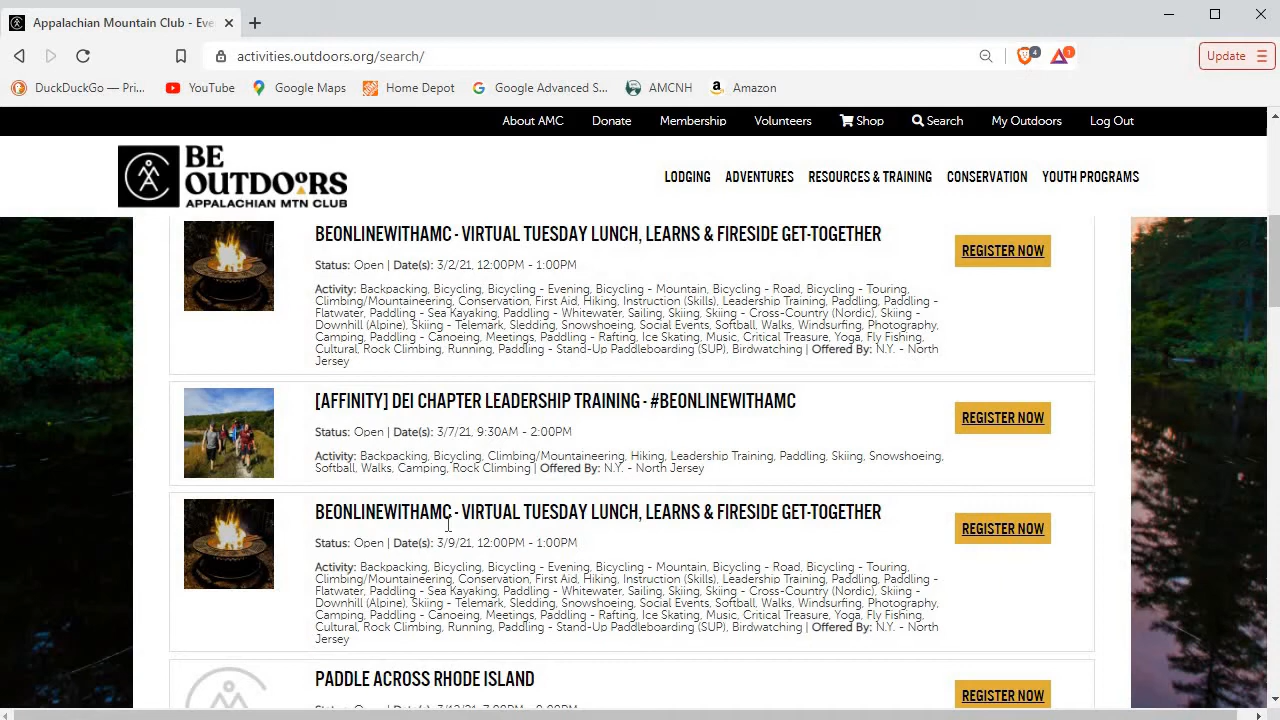 Appalachian Mountain Club - Eve
activities.outdoors.org/search/
4
1
Update
DuckDuckGo — Pri...
YouTube
Google Maps
Home Depot
Google Advanced S...
AMCNH
Amazon
About AMC
Donate
Membership
Volunteers
Shop
Search
My Outdoors
Log Out
BE
OUTDOORS
APPALACHIAN MTN CLUB
LODGING
ADVENTURES
RESOURCES & TRAINING
CONSERVATION
YOUTH PROGRAMS
BEONLINEWITHAMC - VIRTUAL TUESDAY LUNCH, LEARNS & FIRESIDE GET-TOGETHER
REGISTER NOW
Status: Open | Date(s): 3/2/21, 12:00PM - 1:00PM
Activity: Backpacking, Bicycling, Bicycling - Evening, Bicycling - Mountain, Bicycling - Road, Bicycling - Touring,
Climbing/Mountaineering, Conservation, First Aid, Hiking, Instruction (Skills), Leadership Training, Paddling, Paddling -
Flatwater, Paddling - Sea Kayaking, Paddling - Whitewater, Sailing, Skiing, Skiing - Cross-Country (Nordic), Skiing -
Downhill (Alpine), Skiing - Telemark, Sledding, Snowshoeing, Social Events, Softball, Walks, Windsurfing, Photography,
Camping, Paddling - Canoeing, Meetings, Paddling - Rafting, Ice Skating, Music, Critical Treasure, Yoga, Fly Fishing,
Cultural, Rock Climbing, Running, Paddling - Stand-Up Paddleboarding (SUP), Birdwatching | Offered By: N.Y. - North
Jersey
[AFFINITY] DEI CHAPTER LEADERSHIP TRAINING - #BEONLINEWITHAMC
REGISTER NOW
Status: Open | Date(s): 3/7/21, 9:30AM - 2:00PM
Activity: Backpacking, Bicycling, Climbing/Mountaineering, Hiking, Leadership Training, Paddling, Skiing, Snowshoeing,
Softball, Walks, Camping, Rock Climbing | Offered By: N.Y. - North Jersey
BEONLINEWITHAMC - VIRTUAL TUESDAY LUNCH, LEARNS & FIRESIDE GET-TOGETHER
REGISTER NOW
Status: Open | Date(s): 3/9/21, 12:00PM - 1:00PM
Activity: Backpacking, Bicycling, Bicycling - Evening, Bicycling - Mountain, Bicycling - Road, Bicycling - Touring,
Climbing/Mountaineering, Conservation, First Aid, Hiking, Instruction (Skills), Leadership Training, Paddling, Paddling -
Flatwater, Paddling - Sea Kayaking, Paddling - Whitewater, Sailing, Skiing, Skiing - Cross-Country (Nordic), Skiing -
Downhill (Alpine), Skiing - Telemark, Sledding, Snowshoeing, Social Events, Softball, Walks, Windsurfing, Photography,
Camping, Paddling - Canoeing, Meetings, Paddling - Rafting, Ice Skating, Music, Critical Treasure, Yoga, Fly Fishing,
Cultural, Rock Climbing, Running, Paddling - Stand-Up Paddleboarding (SUP), Birdwatching | Offered By: N.Y. - North
Jersey
PADDLE ACROSS RHODE ISLAND
REGISTER NOW